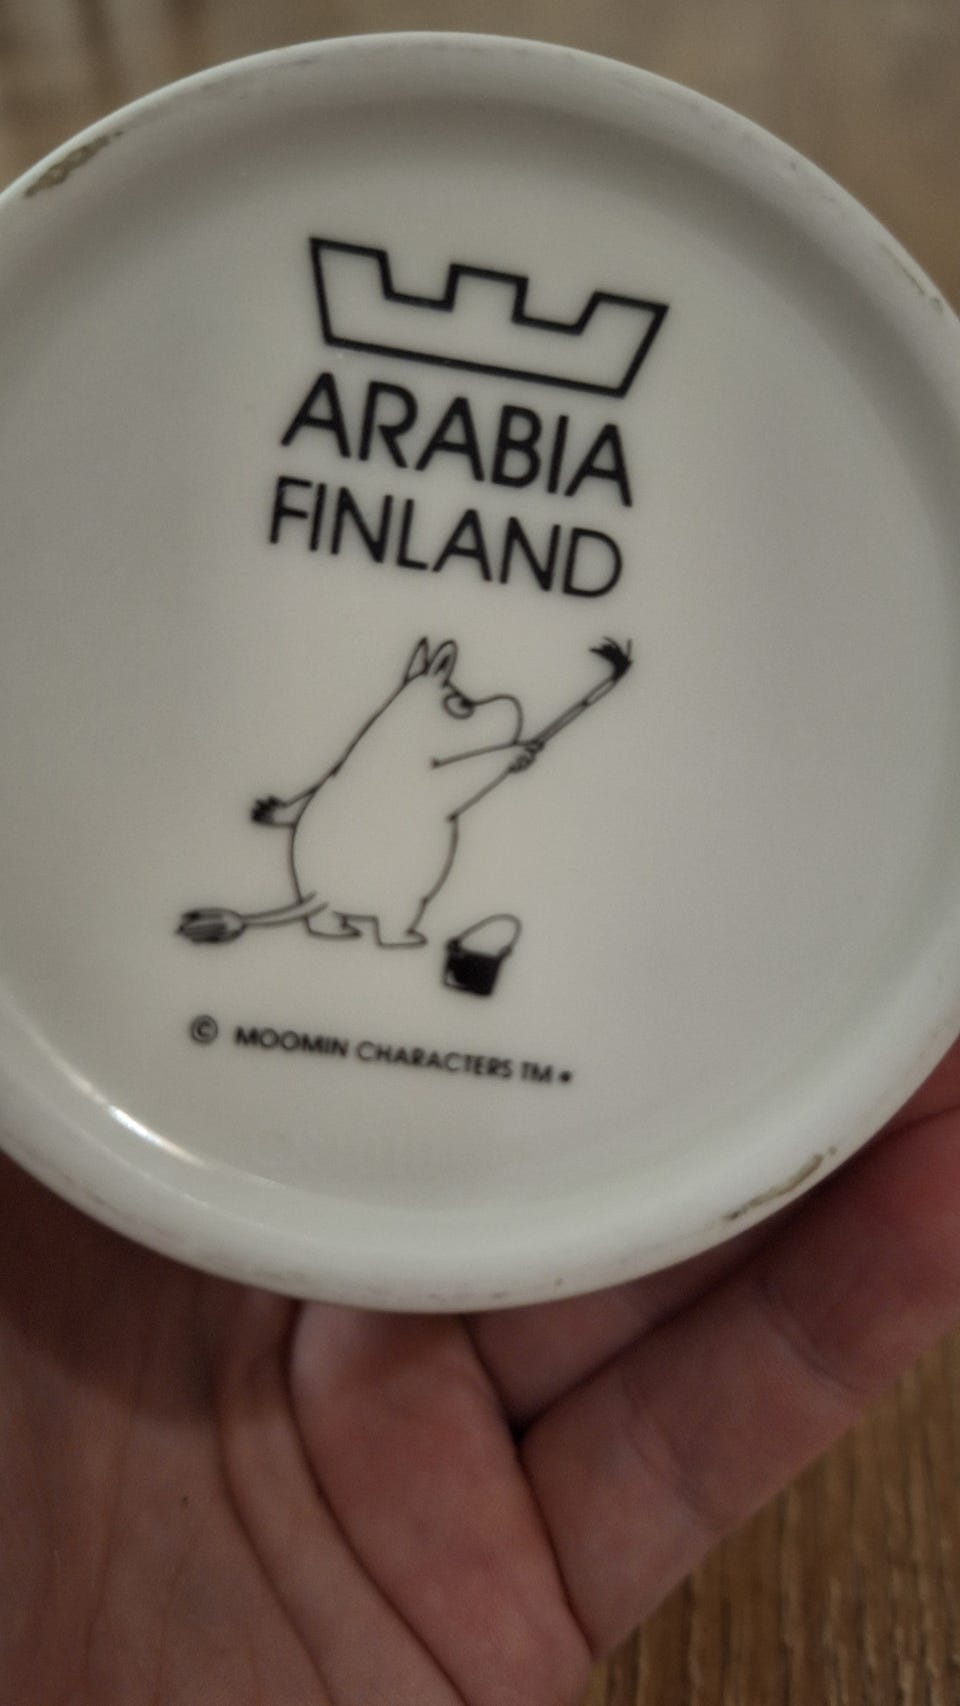 ARABIA
FINLAND
© MOOMIN CHARACTERS TM •